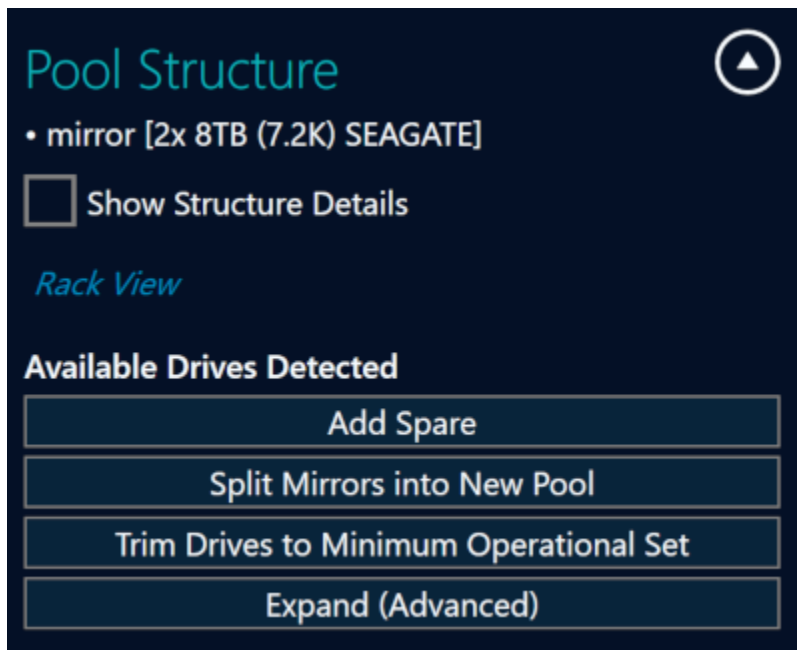 Pool Structure
• mirror [2x 8TB (7.2K) SEAGATE]
Show Structure Details
Rack View
Available Drives Detected
Add Spare
Split Mirrors into New Pool
Trim Drives to Minimum Operational Set
Expand (Advanced)